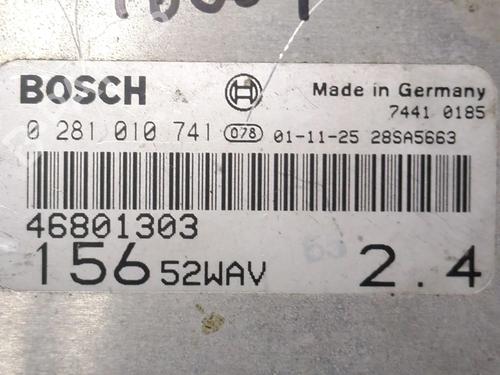 BOSCH
Made in Germany
7441 0185
0 281 010 741 078 01-11-25 28SA5663
46801303
156 52WAV 2.4